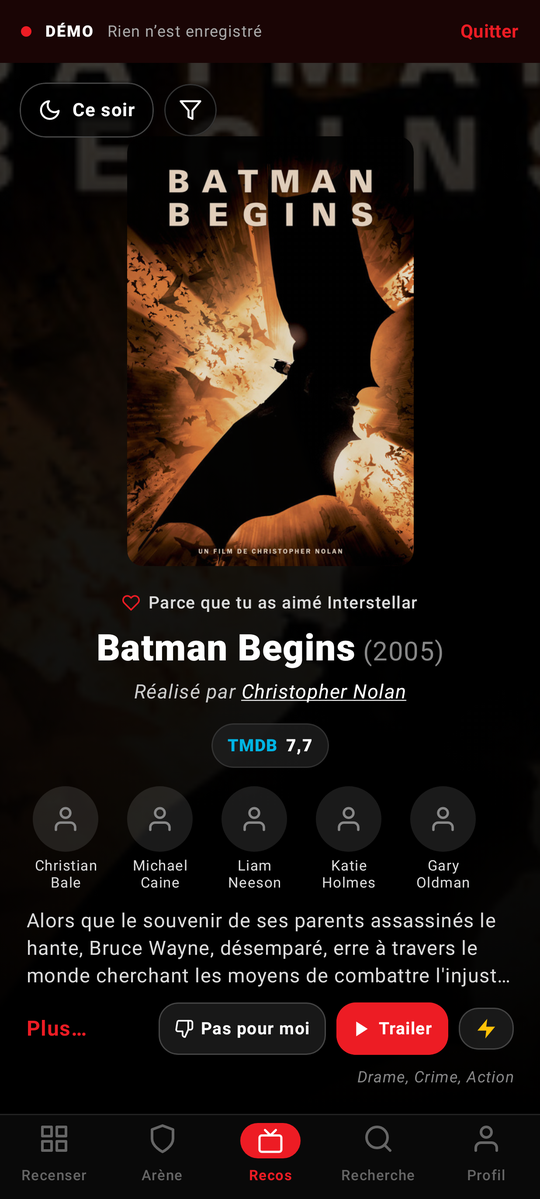 DÉMO Rien n’est enregistré Quitter
Ce soir
BATMAN
BEGINS
UN FILM DE CHRISTOPHER NOLAN
Parce que tu as aimé Interstellar
Batman Begins (2005)
Réalisé par Christopher Nolan
TMDB 7,7
Christian Bale
Michael Caine
Liam Neeson
Katie Holmes
Gary Oldman
Alors que le souvenir de ses parents assassinés le
hante, Bruce Wayne, désemparé, erre à travers le
monde cherchant les moyens de combattre l'injust…
Plus… Pas pour moi Trailer
Drame, Crime, Action
Recenser Arène Recos Recherche Profil